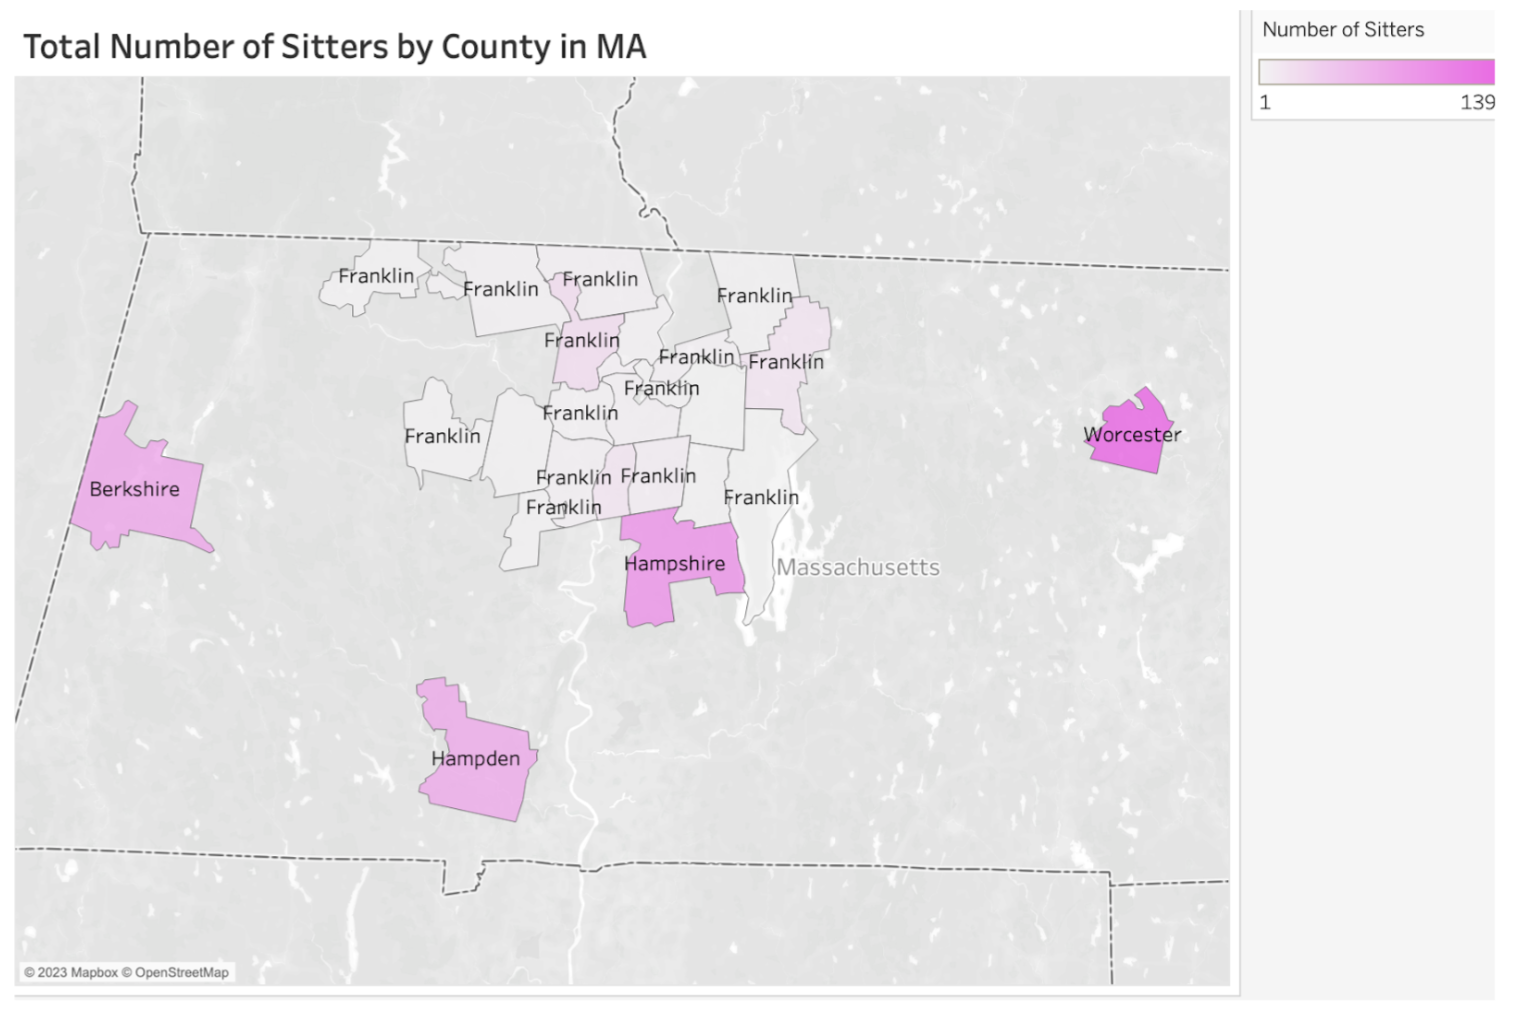 Total Number of Sitters by County in MA
Number of Sitters
1 139
Franklin
Franklin
Franklin
Franklin
Franklin
Franklin
Franklin
Franklin
Franklin
Franklin
Franklin
Worcester
Berkshire
Franklin
Franklin
Franklin
Franklin
Hampshire
Massachusetts
Hampden
© 2023 Mapbox © OpenStreetMap